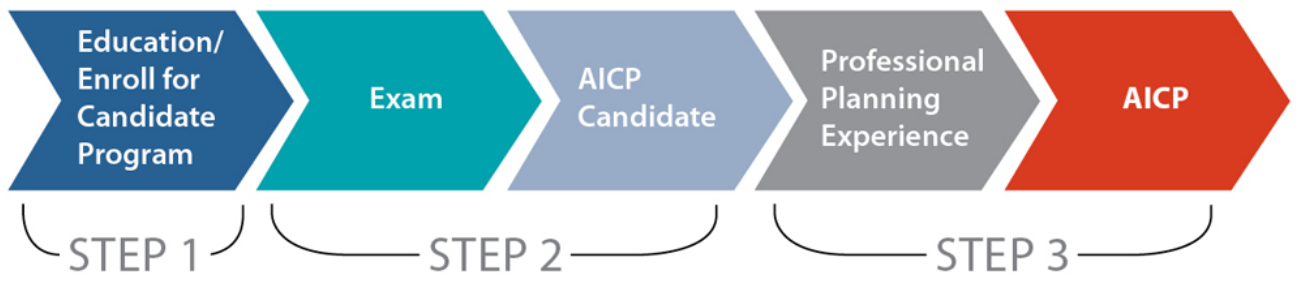 Education/
Enroll for
Candidate
Program
Exam
AICP
Candidate
Professional
Planning
Experience
AICP
STEP 1
STEP 2
STEP 3